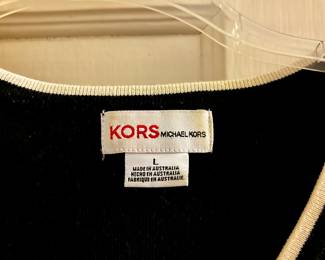 KORS MICHAEL KORS
L
MADE IN AUSTRALIA
HECHO EN AUSTRALIA
FABRIQUE EN AUSTRALIE